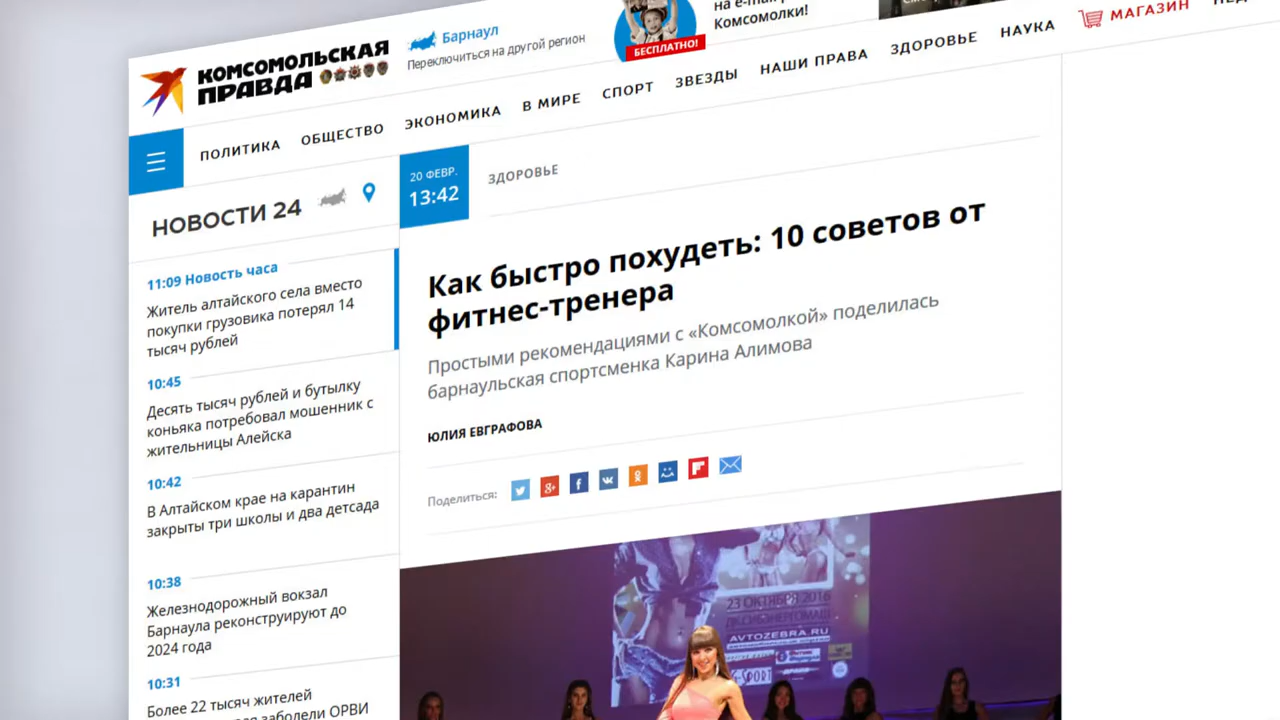 на e-mail
Комсомолки!
БЕСПЛАТНО!
КОМСОМОЛЬСКАЯ
ПРАВДА
Барнаул
Переключиться на другой регион
ПОЛИТИКА
ОБЩЕСТВО
ЭКОНОМИКА
В МИРЕ
СПОРТ
ЗВЕЗДЫ
НАШИ ПРАВА
ЗДОРОВЬЕ
НАУКА
МАГАЗИН
НОВОСТИ 24
11:09 Новость часа
Житель алтайского села вместо
покупки грузовика потерял 14
тысяч рублей
10:45
Десять тысяч рублей и бутылку
коньяка потребовал мошенник с
жительницы Алейска
10:42
В Алтайском крае на карантин
закрыты три школы и два детсада
10:38
Железнодорожный вокзал
Барнаула реконструируют до
2024 года
10:31
Более 22 тысяч жителей
заболели ОРВИ
20 ФЕВР.
13:42
ЗДОРОВЬЕ
Как быстро похудеть: 10 советов от
фитнес-тренера
Простыми рекомендациями с «Комсомолкой» поделилась
барнаульская спортсменка Карина Алимова
ЮЛИЯ ЕВГРАФОВА
Поделиться:
23 ОКТЯБРЯ 2016
ДК СИБЭНЕРГОМАШ
AVTOZEBRA.RU